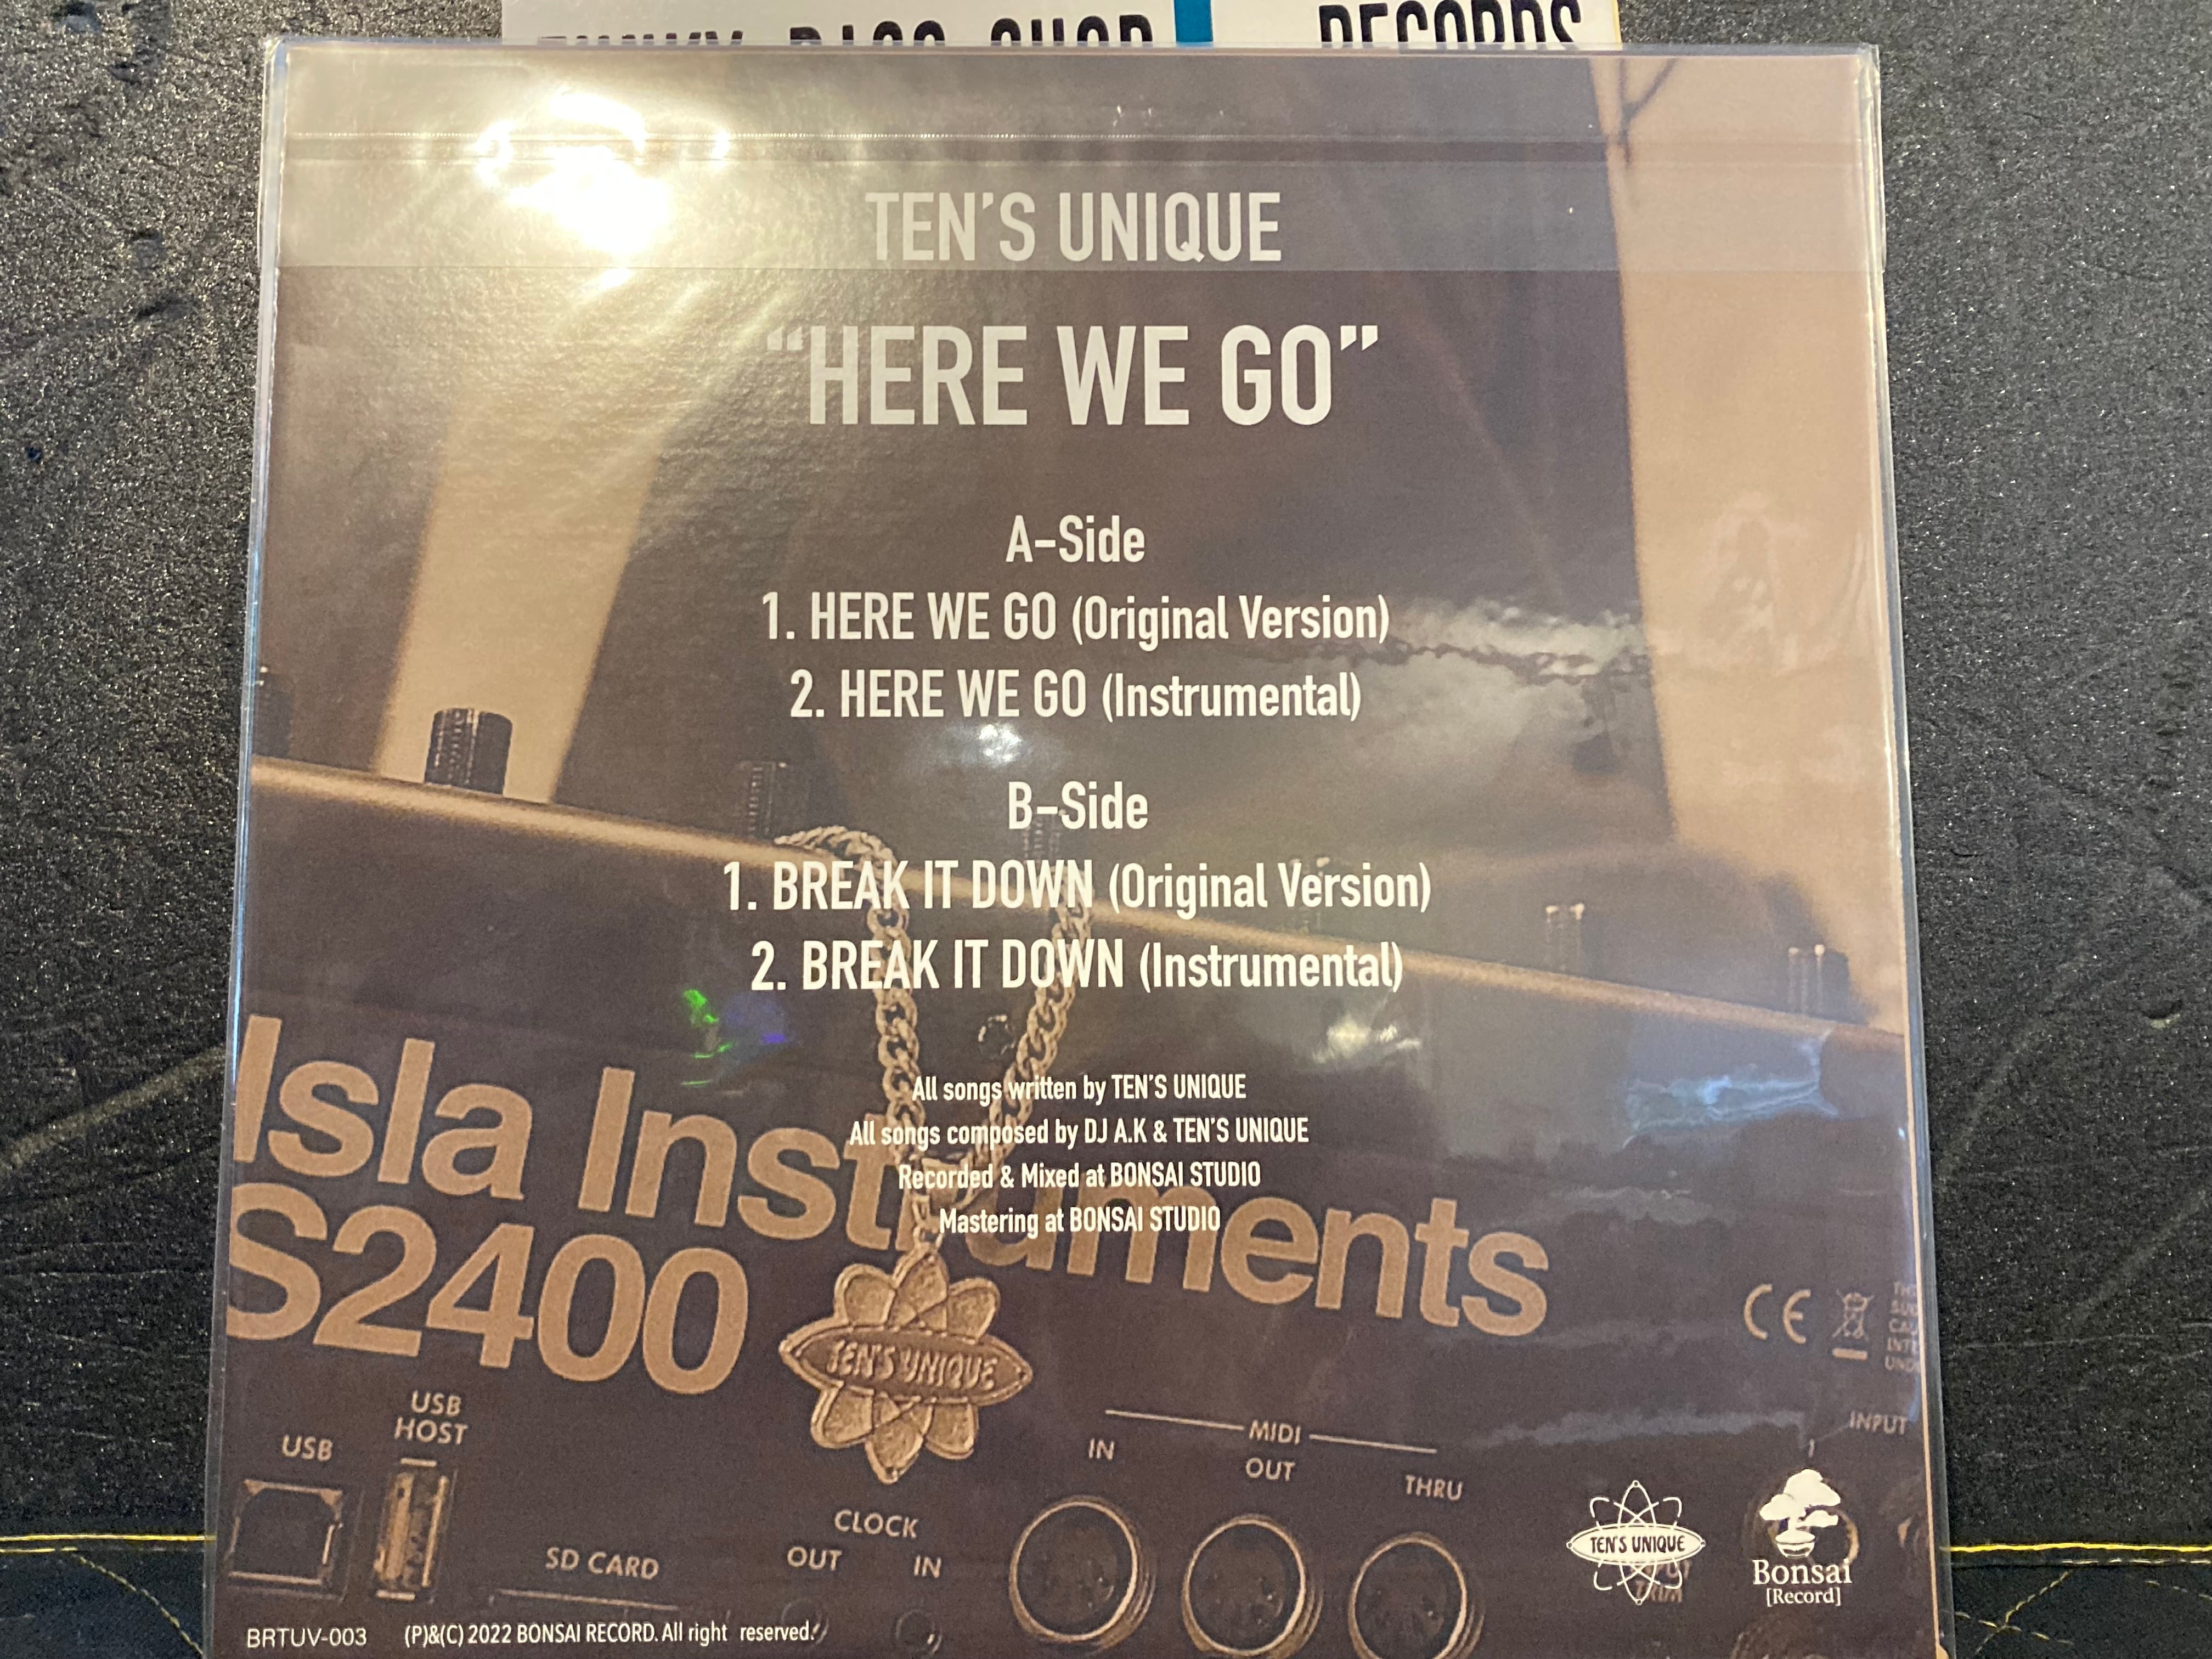 RECORDS
TEN'S UNIQUE
“HERE WE GO”
A-Side
1. HERE WE GO (Original Version)
2. HERE WE GO (Instrumental)
B-Side
1. BREAK IT DOWN (Original Version)
2. BREAK IT DOWN (Instrumental)
All songs written by TEN'S UNIQUE
All songs composed by DJ A.K & TEN'S UNIQUE
Recorded & Mixed at BONSAI STUDIO
Mastering at BONSAI STUDIO
Isla Instruments
S2400
TEN'S UNIQUE
CE
USB
USB
HOST
SD CARD
CLOCK
OUT IN
MIDI
IN OUT THRU
INPUT
1
TEN'S UNIQUE
TRIM
Bonsai
[Record]
BRTUV-003 (P)&(C) 2022 BONSAI RECORD. All right reserved.